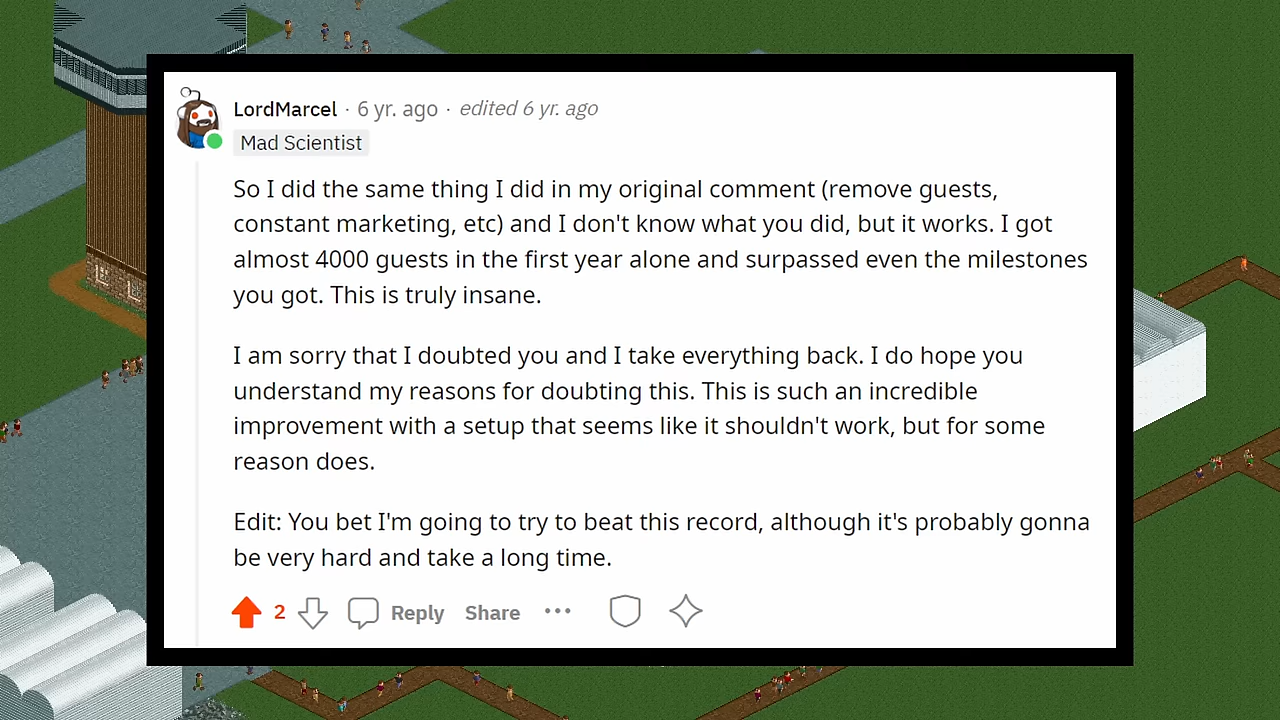 LordMarcel · 6 yr. ago · edited 6 yr. ago
Mad Scientist
So I did the same thing I did in my original comment (remove guests,
constant marketing, etc) and I don't know what you did, but it works. I got
almost 4000 guests in the first year alone and surpassed even the milestones
you got. This is truly insane.
I am sorry that I doubted you and I take everything back. I do hope you
understand my reasons for doubting this. This is such an incredible
improvement with a setup that seems like it shouldn't work, but for some
reason does.
Edit: You bet I'm going to try to beat this record, although it's probably gonna
be very hard and take a long time.
2 Reply Share ···